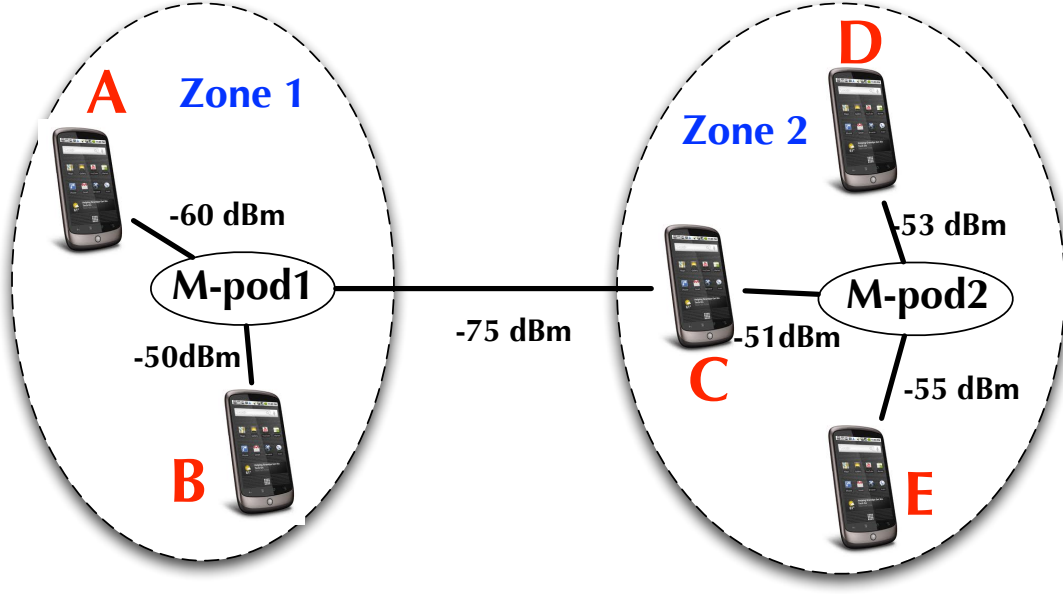 A
Zone 1
-60 dBm
M-pod1
-50dBm
B
-75 dBm
D
Zone 2
-53 dBm
M-pod2
-51dBm
C
-55 dBm
E